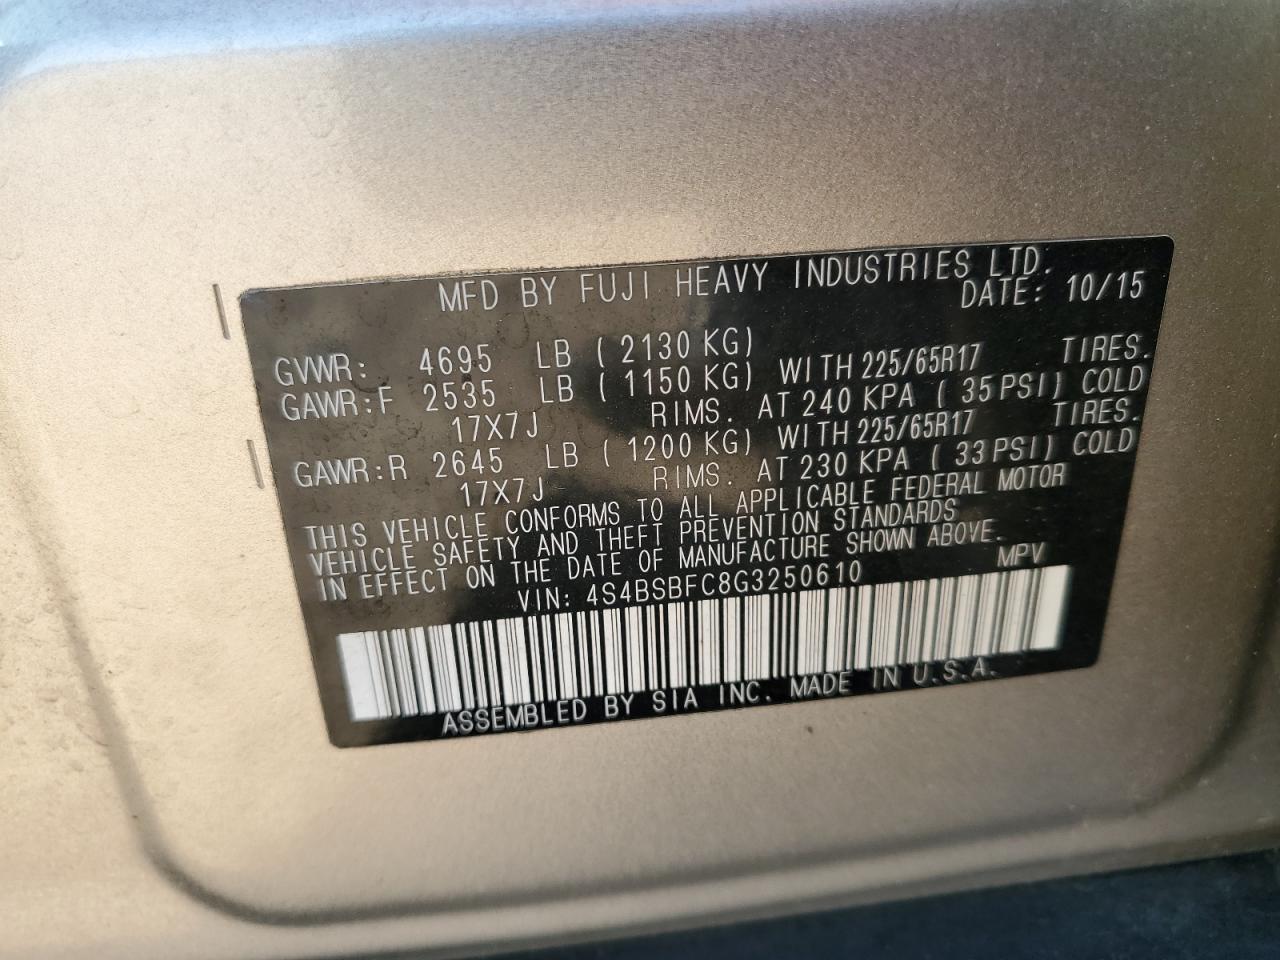 MFD BY FUJI HEAVY INDUSTRIES LTD.
DATE: 10/15
GVWR: 4695 LB ( 2130 KG)
GAWR:F 2535 LB ( 1150 KG) WITH 225/65R17 TIRES.
17X7J RIMS. AT 240 KPA ( 35 PSI) COLD
GAWR:R 2645 LB ( 1200 KG) WITH 225/65R17 TIRES.
17X7J RIMS. AT 230 KPA ( 33 PSI) COLD
THIS VEHICLE CONFORMS TO ALL APPLICABLE FEDERAL MOTOR
VEHICLE SAFETY AND THEFT PREVENTION STANDARDS
IN EFFECT ON THE DATE OF MANUFACTURE SHOWN ABOVE.
VIN: 4S4BSBFC8G3250610 MPV
ASSEMBLED BY SIA INC. MADE IN U.S.A.